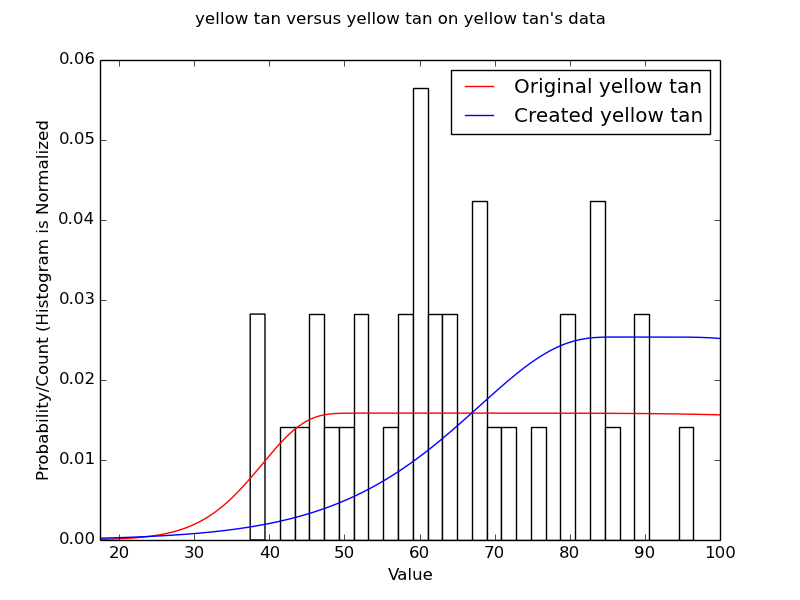 yellow tan versus yellow tan on yellow tan's data
Original yellow tan
Created yellow tan
Probability/Count (Histogram is Normalized
0.06
0.05
0.04
0.03
0.02
0.01
0.00
20 30 40 50 60 70 80 90 100
Value